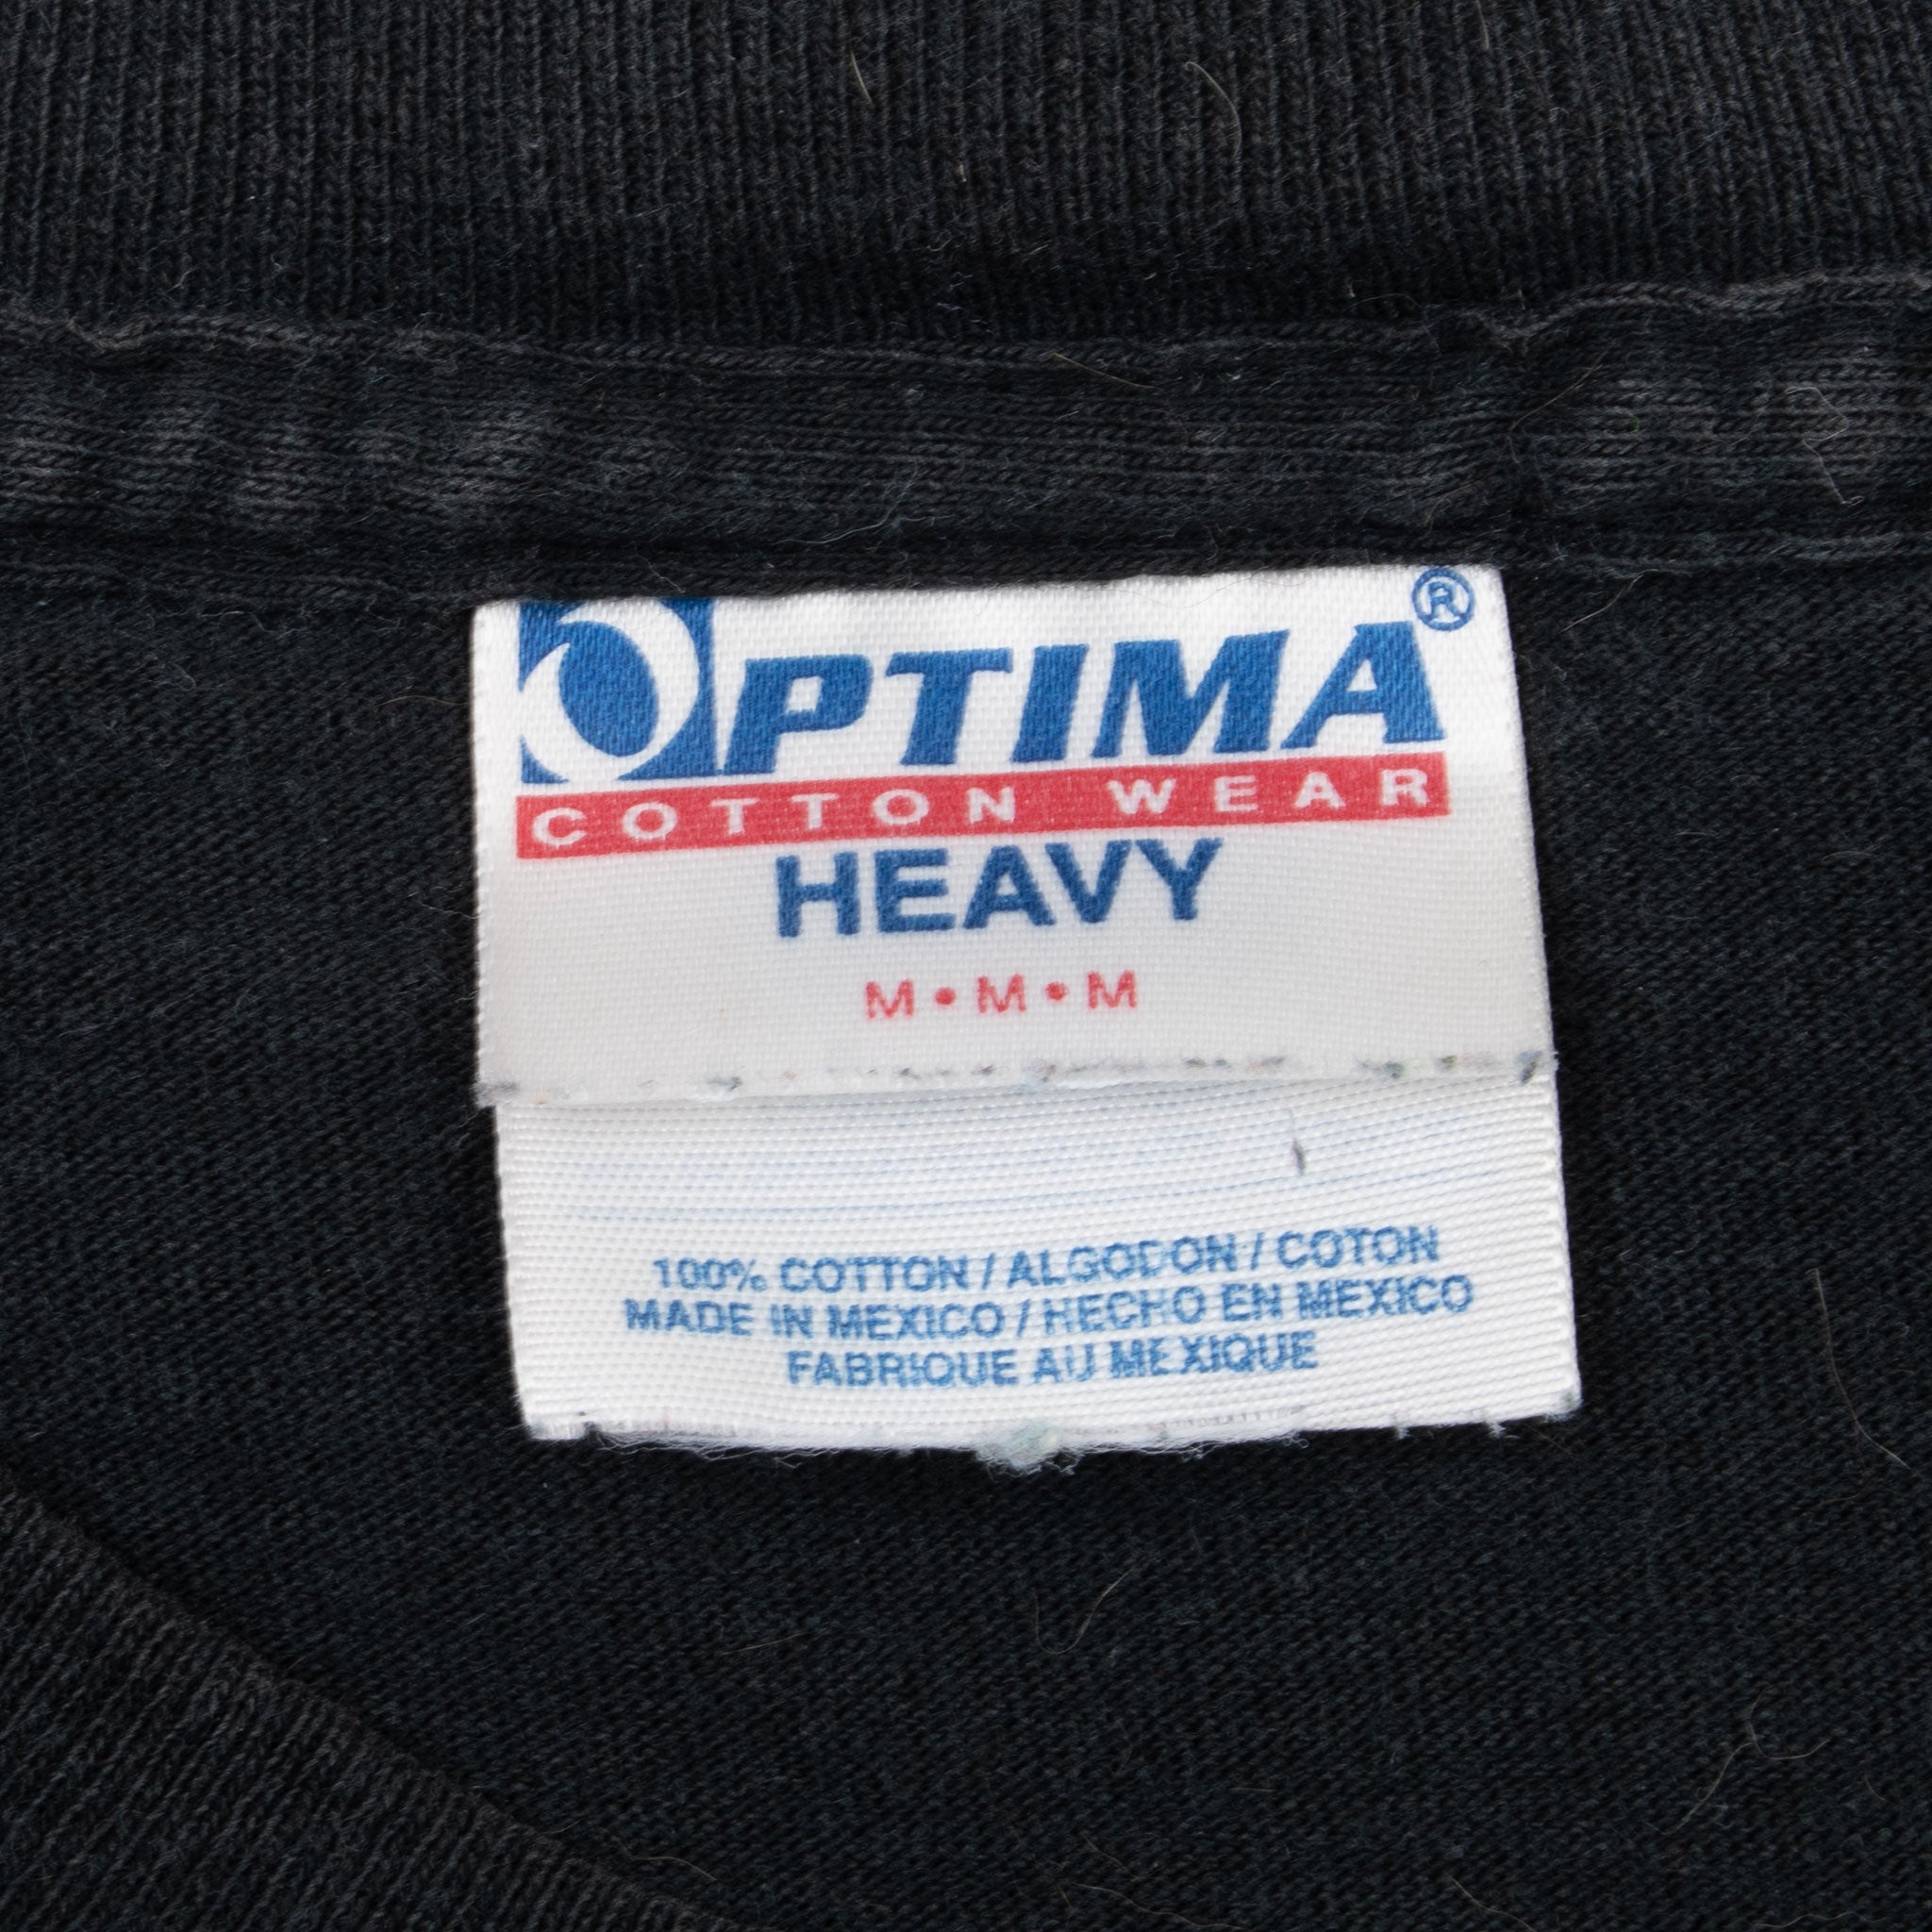 OPTIMA®
COTTON WEAR
HEAVY
M • M • M
100% COTTON / ALGODON / COTON
MADE IN MEXICO / HECHO EN MEXICO
FABRIQUE AU MEXIQUE